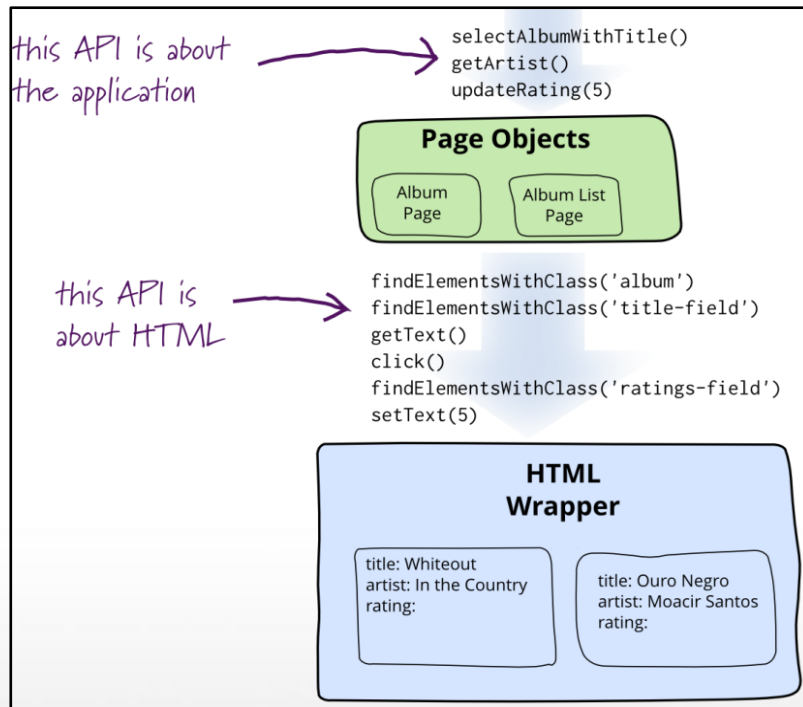 this API is about
the application
selectAlbumWithTitle()
getArtist()
updateRating(5)
Page Objects
Album
Page
Album List
Page
this API is
about HTML
findElementsWithClass('album')
findElementsWithClass('title-field')
getText()
click()
findElementsWithClass('ratings-field')
setText(5)
HTML
Wrapper
title: Whiteout
artist: In the Country
rating:
title: Ouro Negro
artist: Moacir Santos
rating: